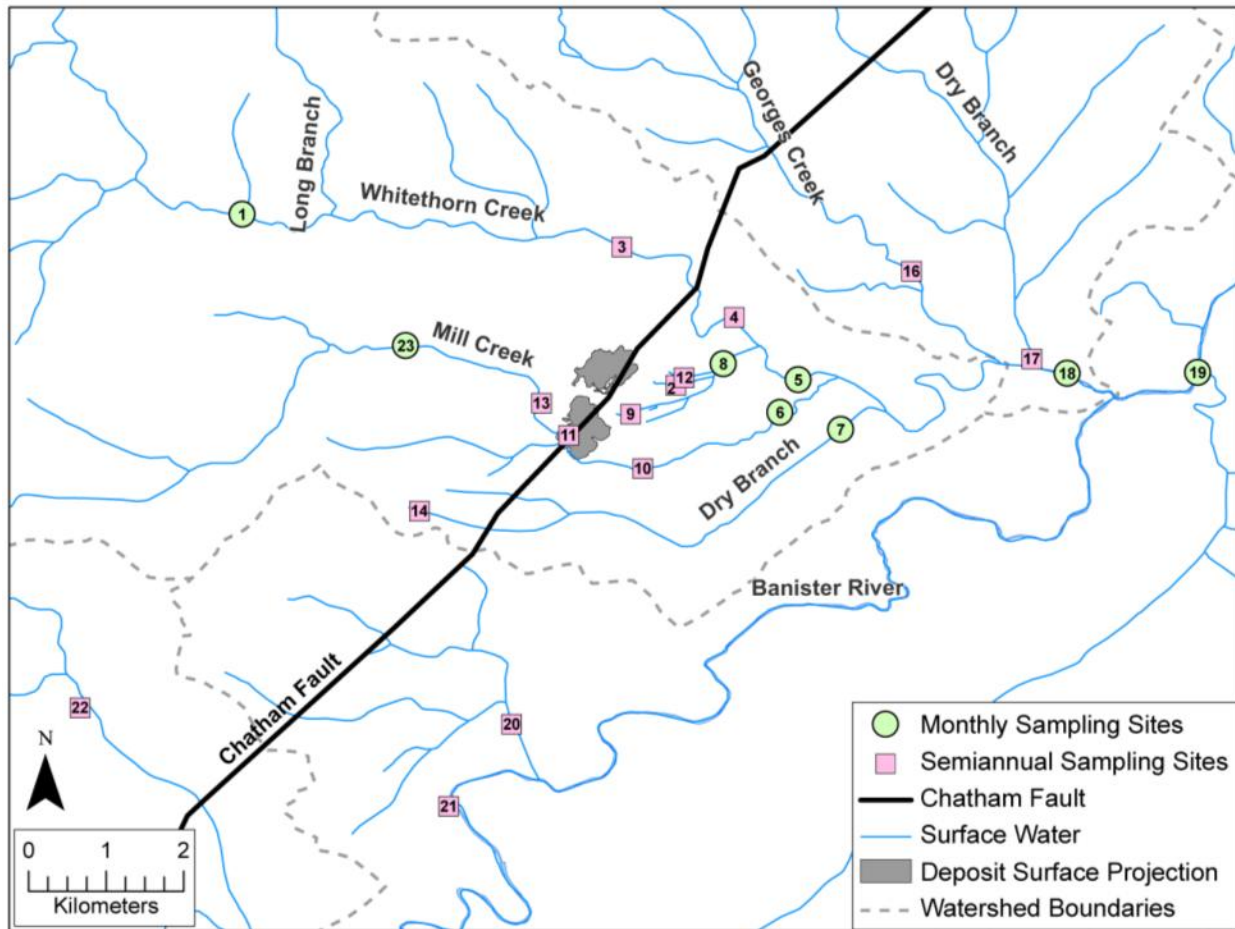 Georges Creek
Dry Branch
Long Branch
Whitethorn Creek
1
3
16
4
Mill Creek
23
8
12
2
5
17
18
19
13
9
6
7
11
10
Dry Branch
14
Banister River
Chatham Fault
22
20
21
N
0 1 2
Kilometers
Monthly Sampling Sites
Semiannual Sampling Sites
Chatham Fault
Surface Water
Deposit Surface Projection
Watershed Boundaries